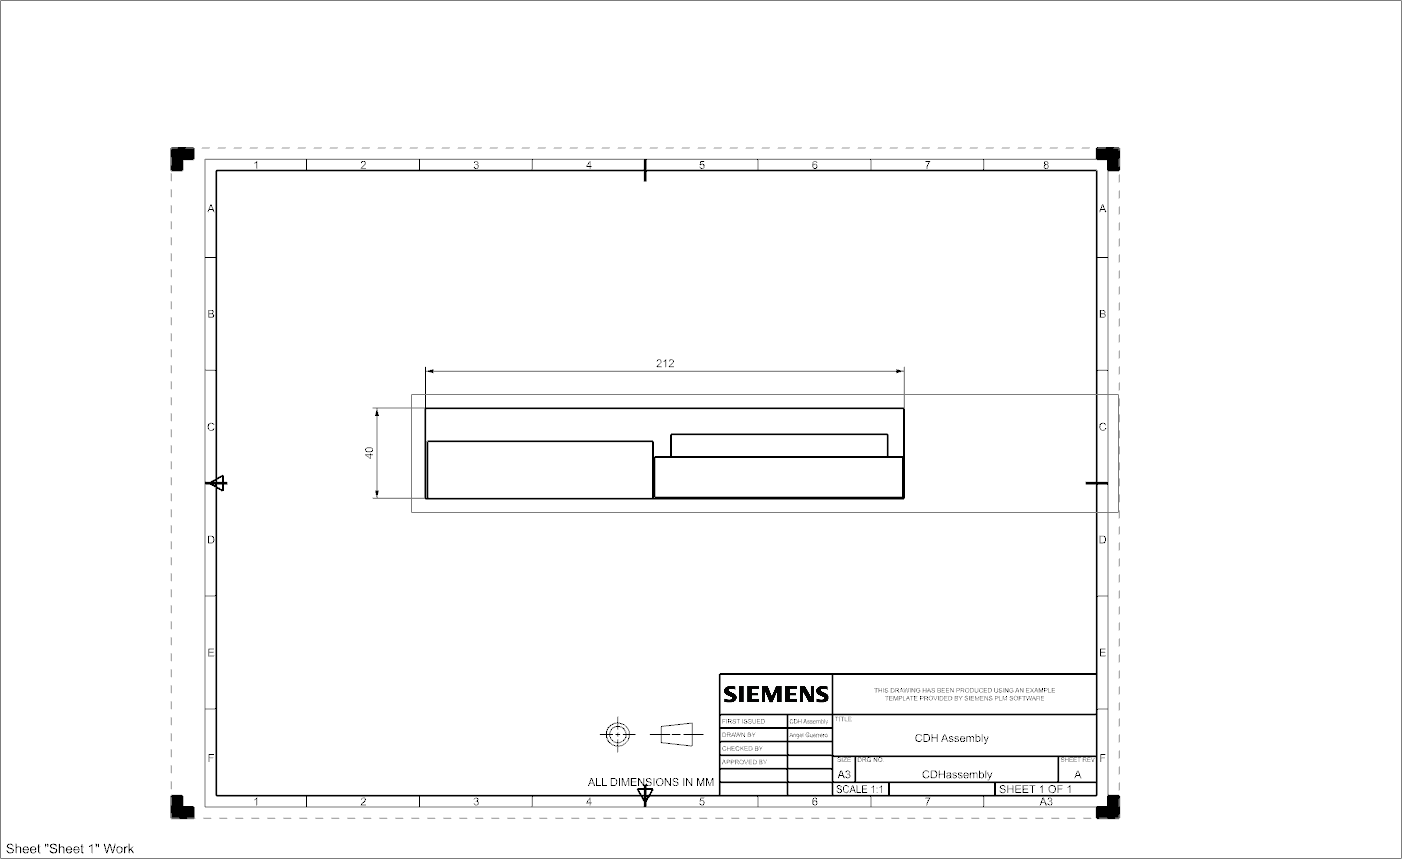 1 2 3 4 5 6 7 8
A A
B B
212
C C
40
D D
E E
SIEMENS
THIS DRAWING HAS BEEN PRODUCED USING AN EXAMPLE
TEMPLATE PROVIDED BY SIEMENS PLM SOFTWARE
FIRST ISSUED CDH Assembly
TITLE
DRAWN BY Angel Guerrero
CDH Assembly
CHECKED BY
APPROVED BY
SIZE DRG NO. SHEET REV
F F
A3 CDHassembly A
ALL DIMENSIONS IN MM
SCALE 1:1 SHEET 1 OF 1
1 2 3 4 5 6 7 A3
Sheet "Sheet 1" Work